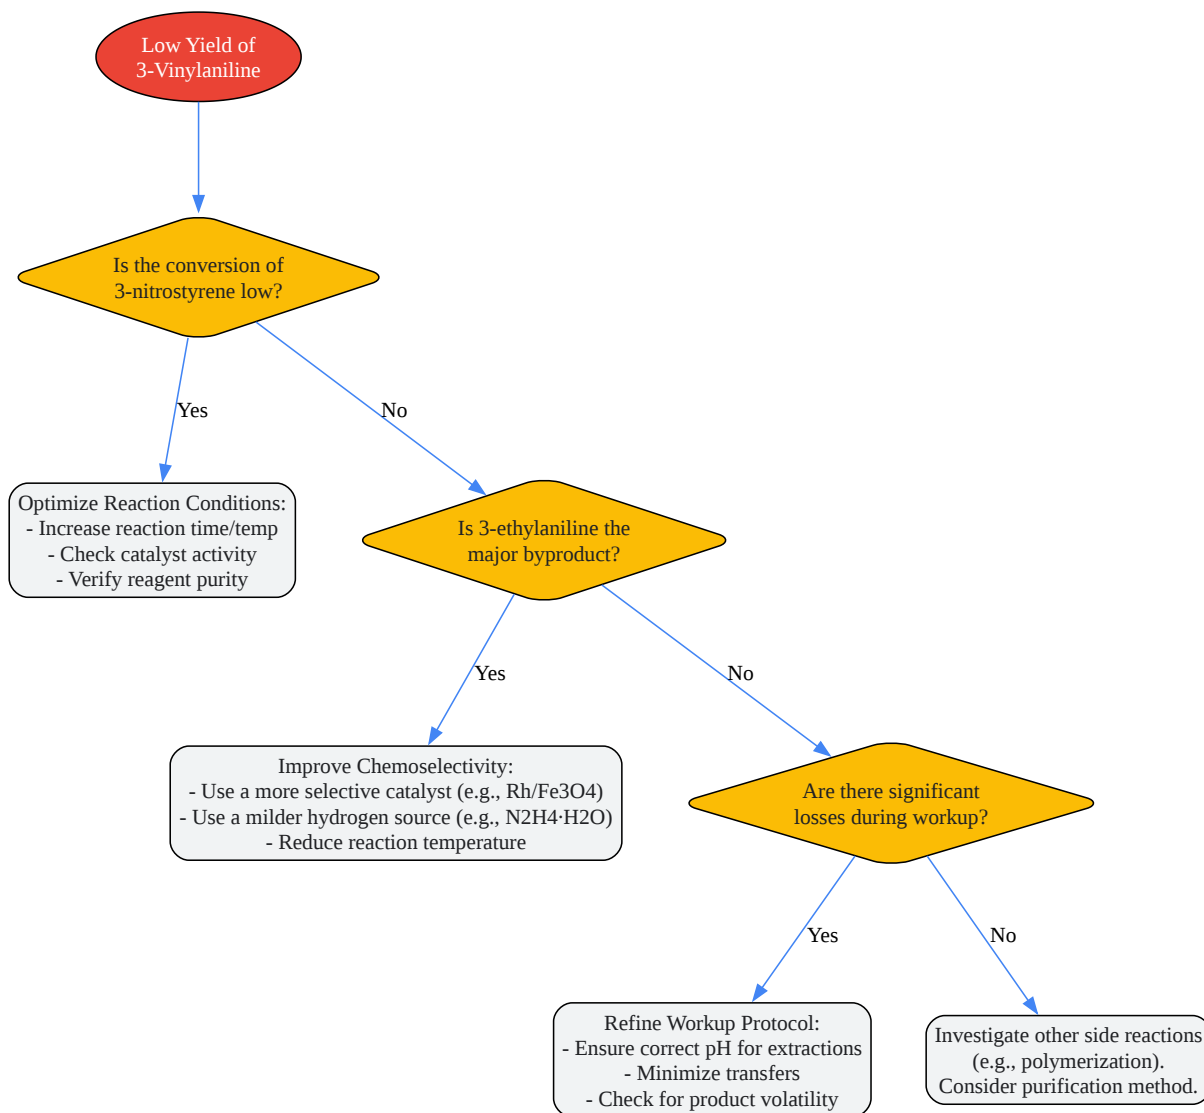 Low Yield of
3-Vinylaniline
Is the conversion of
3-nitrostyrene low?
Yes
No
Optimize Reaction Conditions:
- Increase reaction time/temp
- Check catalyst activity
- Verify reagent purity
Is 3-ethylaniline the
major byproduct?
Yes
No
Improve Chemoselectivity:
- Use a more selective catalyst (e.g., Rh/Fe3O4)
- Use a milder hydrogen source (e.g., N2H4·H2O)
- Reduce reaction temperature
Are there significant
losses during workup?
Yes
No
Refine Workup Protocol:
- Ensure correct pH for extractions
- Minimize transfers
- Check for product volatility
Investigate other side reactions
(e.g., polymerization).
Consider purification method.